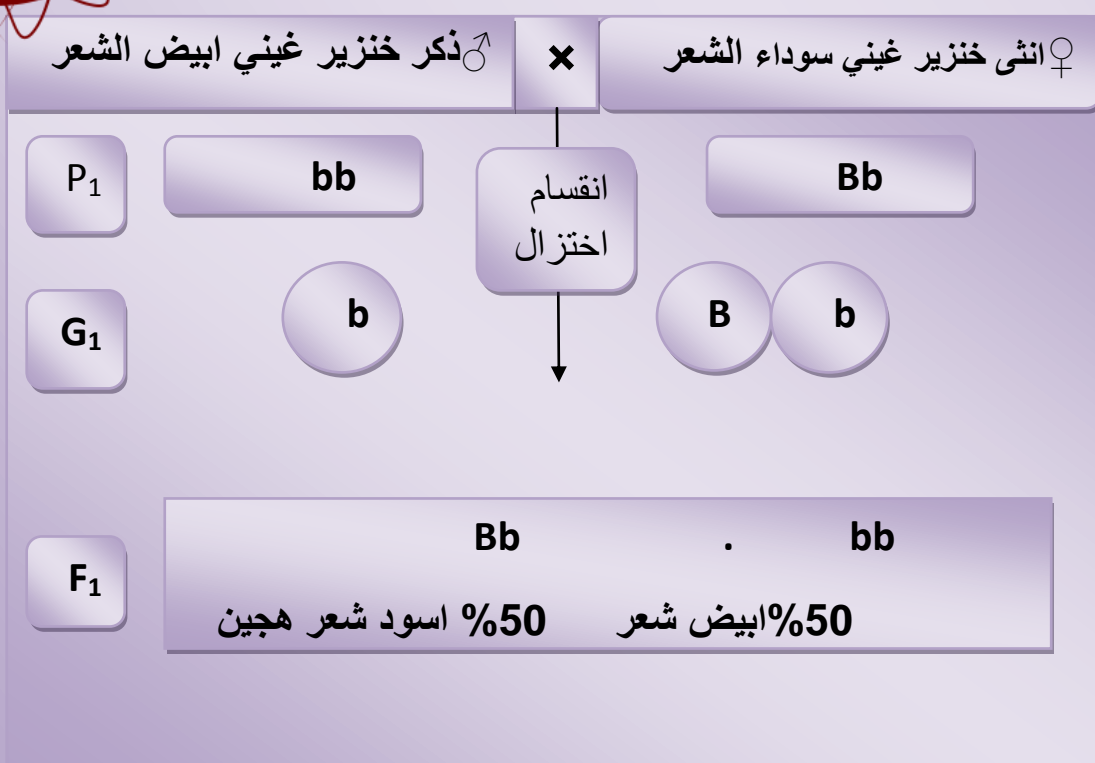 ♀انثى خنزير غيني سوداء الشعر × ♂ذكر خنزير غيني ابيض الشعر
P₁ bb Bb
انقسام
اختزال
G₁ b B b
F₁
Bb . bb
50%ابيض شعر 50% اسود شعر هجين